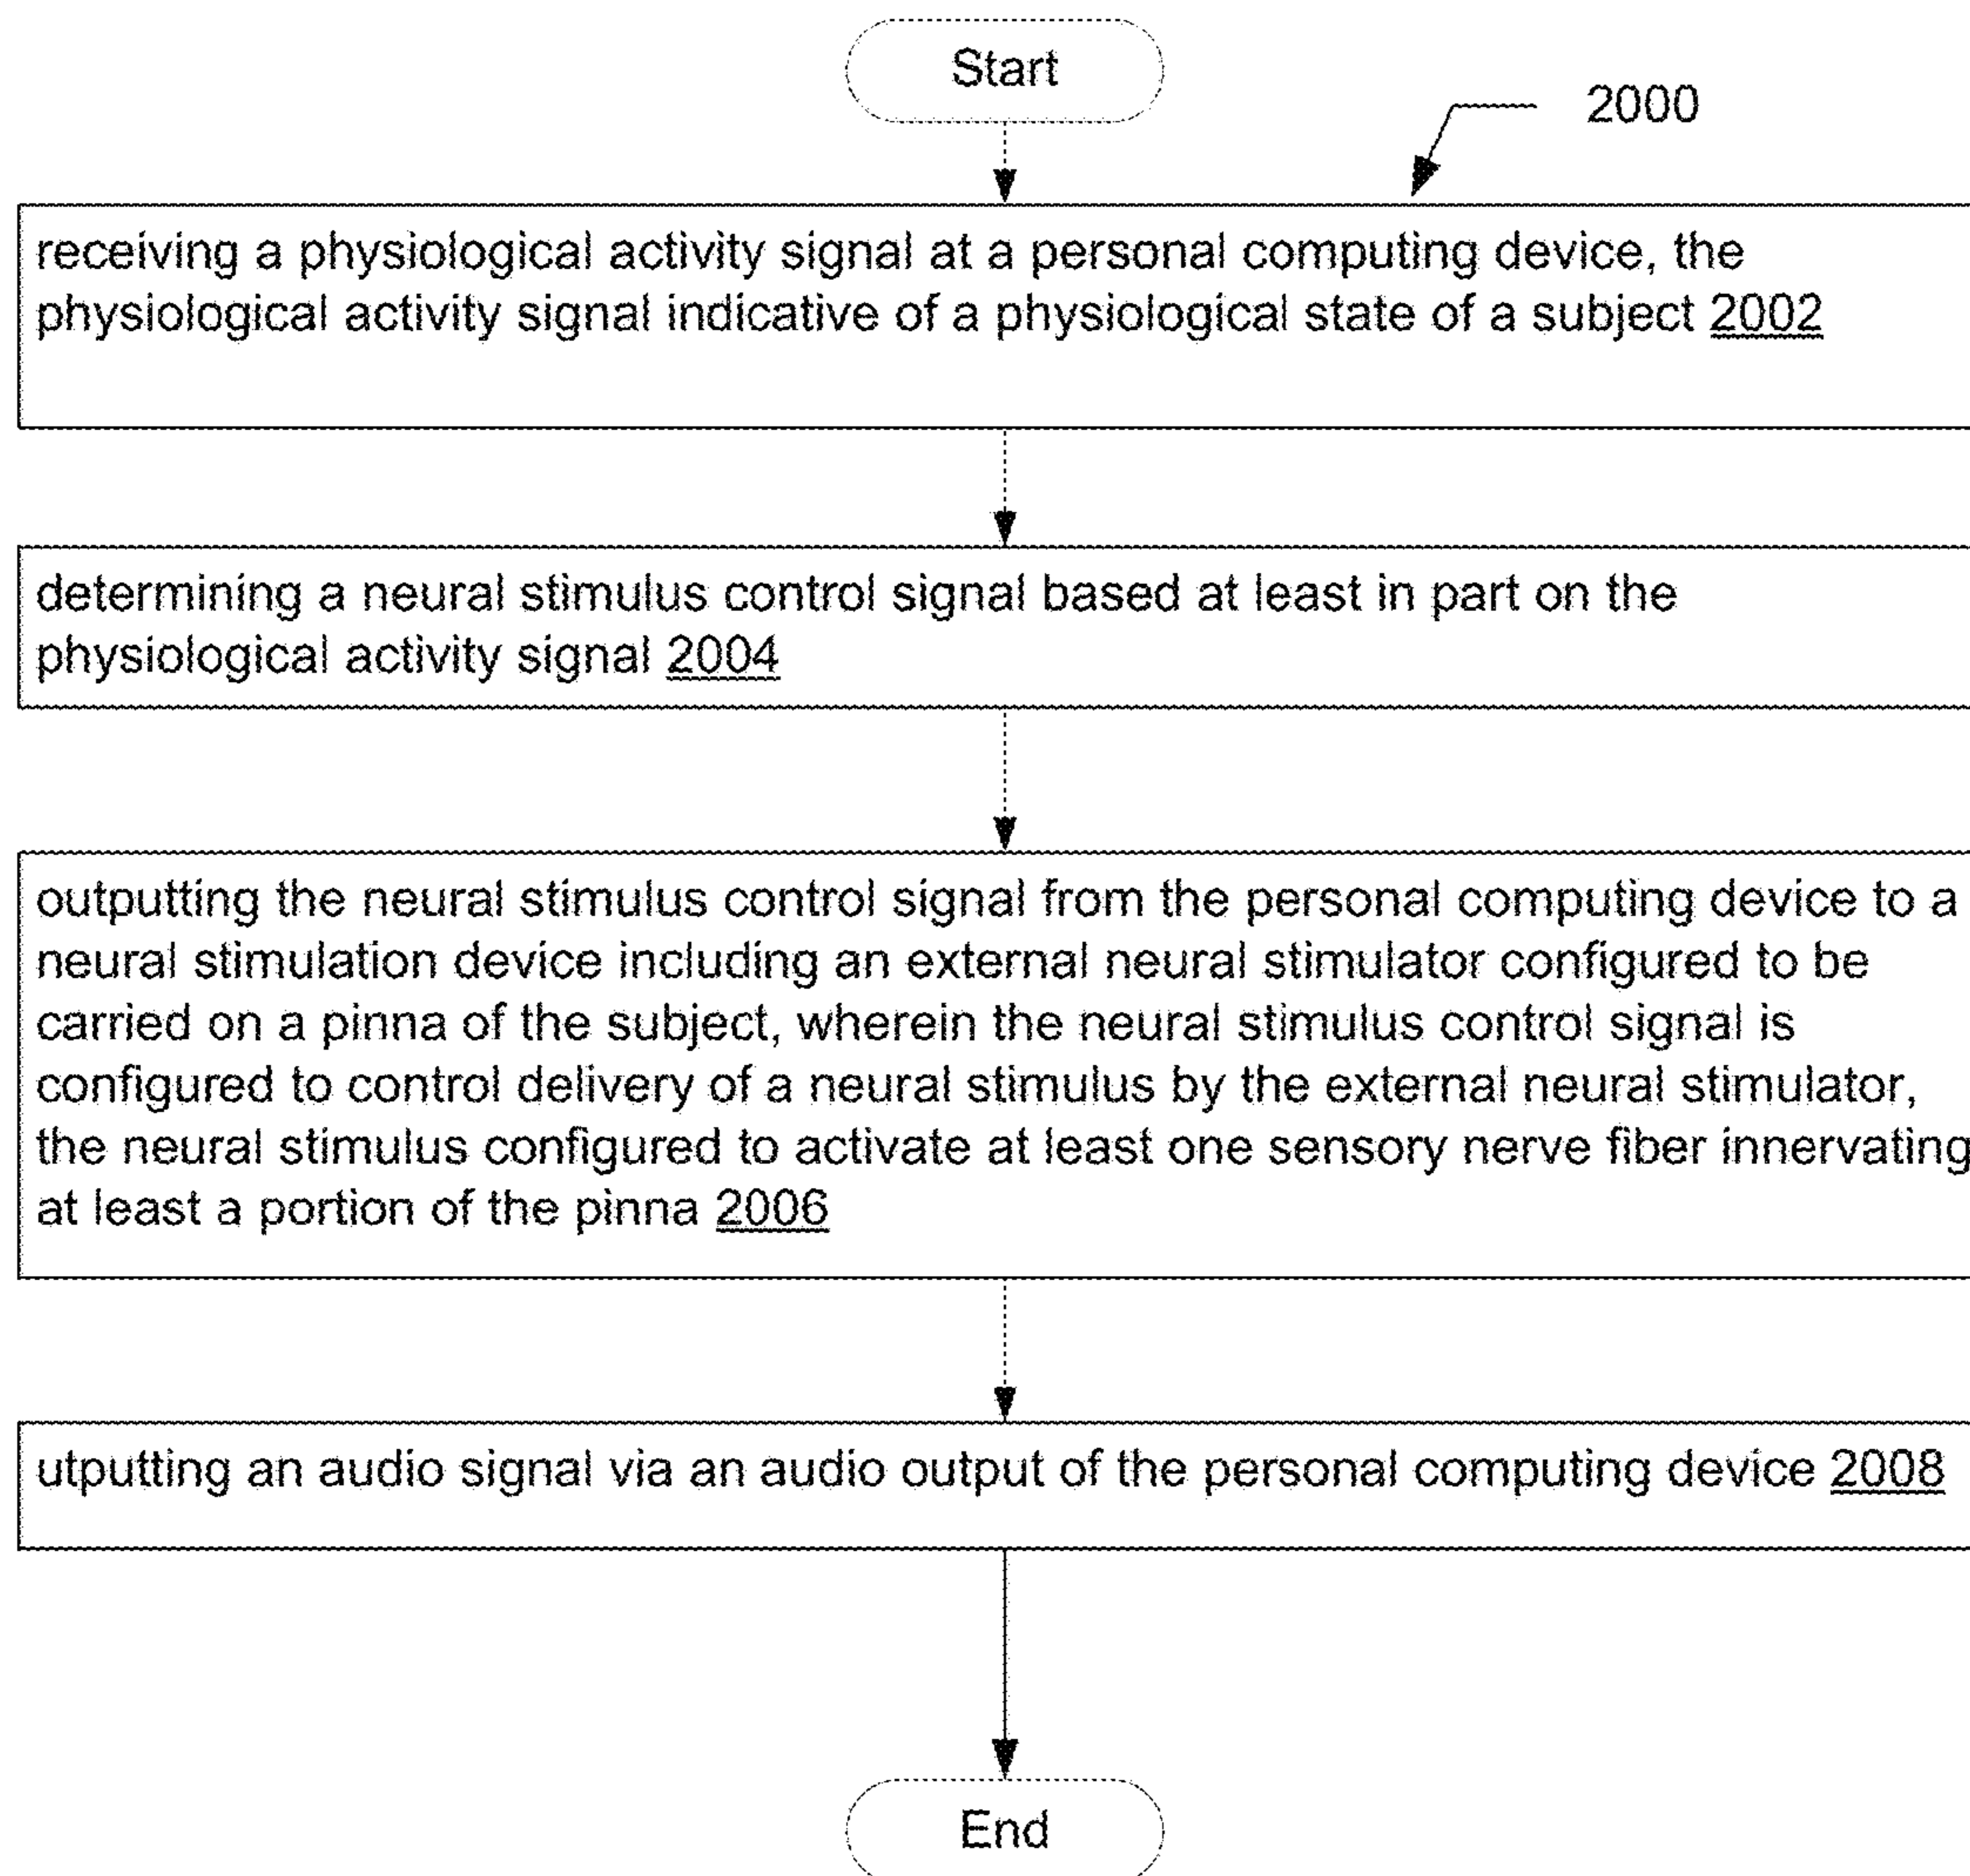 Start
2000
receiving a physiological activity signal at a personal computing device, the
physiological activity signal indicative of a physiological state of a subject 2002
determining a neural stimulus control signal based at least in part on the
physiological activity signal 2004
outputting the neural stimulus control signal from the personal computing device to a
neural stimulation device including an external neural stimulator configured to be
carried on a pinna of the subject, wherein the neural stimulus control signal is
configured to control delivery of a neural stimulus by the external neural stimulator,
the neural stimulus configured to activate at least one sensory nerve fiber innervating
at least a portion of the pinna 2006
utputting an audio signal via an audio output of the personal computing device 2008
End